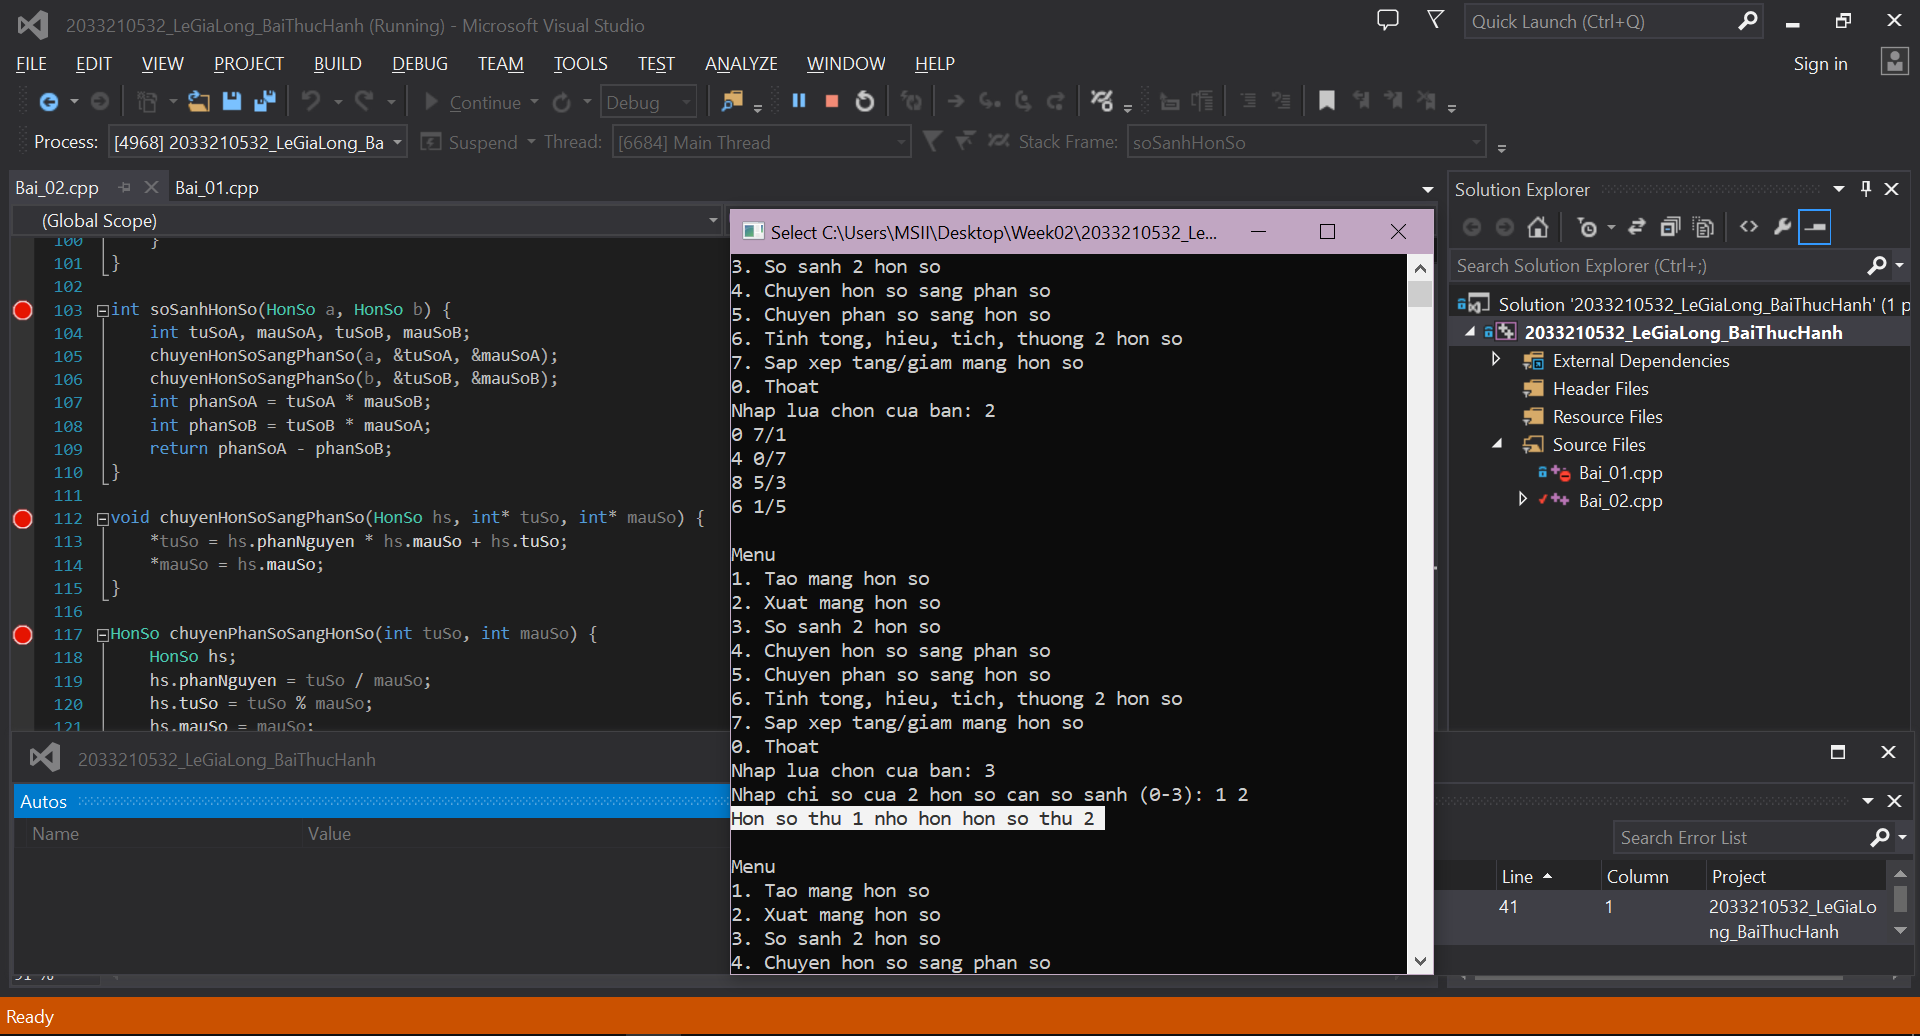 2033210532_LeGiaLong_BaiThucHanh (Running) - Microsoft Visual Studio
Quick Launch (Ctrl+Q)
FILE EDIT VIEW PROJECT BUILD DEBUG TEAM TOOLS TEST ANALYZE WINDOW HELP
Sign in
Continue Debug
Process: [4968] 2033210532_LeGiaLong_Ba Suspend Thread: [6684] Main Thread Stack Frame: soSanhHonSo
Bai_02.cpp Bai_01.cpp
(Global Scope)
100 }
101 }
102
103 int soSanhHonSo(HonSo a, HonSo b) {
104 int tuSoA, mauSoA, tuSoB, mauSoB;
105 chuyenHonSoSangPhanSo(a, &tuSoA, &mauSoA);
106 chuyenHonSoSangPhanSo(b, &tuSoB, &mauSoB);
107 int phanSoA = tuSoA * mauSoB;
108 int phanSoB = tuSoB * mauSoA;
109 return phanSoA - phanSoB;
110 }
111
112 void chuyenHonSoSangPhanSo(HonSo hs, int* tuSo, int* mauSo) {
113 *tuSo = hs.phanNguyen * hs.mauSo + hs.tuSo;
114 *mauSo = hs.mauSo;
115 }
116
117 HonSo chuyenPhanSoSangHonSo(int tuSo, int mauSo) {
118 HonSo hs;
119 hs.phanNguyen = tuSo / mauSo;
120 hs.tuSo = tuSo % mauSo;
121 hs.mauSo = mauSo;
Select C:\Users\MSII\Desktop\Week02\2033210532_Le...
3. So sanh 2 hon so
4. Chuyen hon so sang phan so
5. Chuyen phan so sang hon so
6. Tinh tong, hieu, tich, thuong 2 hon so
7. Sap xep tang/giam mang hon so
0. Thoat
Nhap lua chon cua ban: 2
0 7/1
4 0/7
8 5/3
6 1/5
Menu
1. Tao mang hon so
2. Xuat mang hon so
3. So sanh 2 hon so
4. Chuyen hon so sang phan so
5. Chuyen phan so sang hon so
6. Tinh tong, hieu, tich, thuong 2 hon so
7. Sap xep tang/giam mang hon so
0. Thoat
Nhap lua chon cua ban: 3
Nhap chi so cua 2 hon so can so sanh (0-3): 1 2
Hon so thu 1 nho hon hon so thu 2
Menu
1. Tao mang hon so
2. Xuat mang hon so
3. So sanh 2 hon so
4. Chuyen hon so sang phan so
Solution Explorer
Search Solution Explorer (Ctrl+;)
Solution '2033210532_LeGiaLong_BaiThucHanh' (1 p
2033210532_LeGiaLong_BaiThucHanh
External Dependencies
Header Files
Resource Files
Source Files
Bai_01.cpp
Bai_02.cpp
2033210532_LeGiaLong_BaiThucHanh
Autos
Name Value
Search Error List
Line Column Project
41 1 2033210532_LeGiaLo
ng_BaiThucHanh
Ready